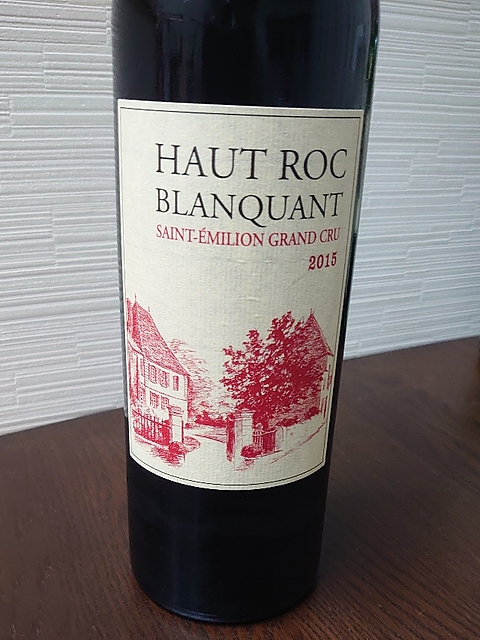 HAUT ROC
BLANQUANT
SAINT-ÉMILION GRAND CRU
2015